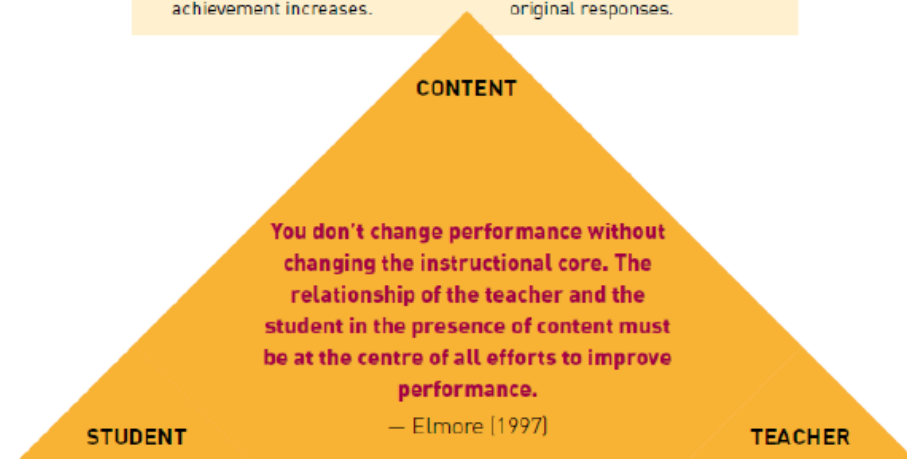 achievement increases.
original responses.
CONTENT
You don't change performance without
changing the instructional core. The
relationship of the teacher and the
student in the presence of content must
be at the centre of all efforts to improve
performance.
— Elmore (1997)
STUDENT
TEACHER